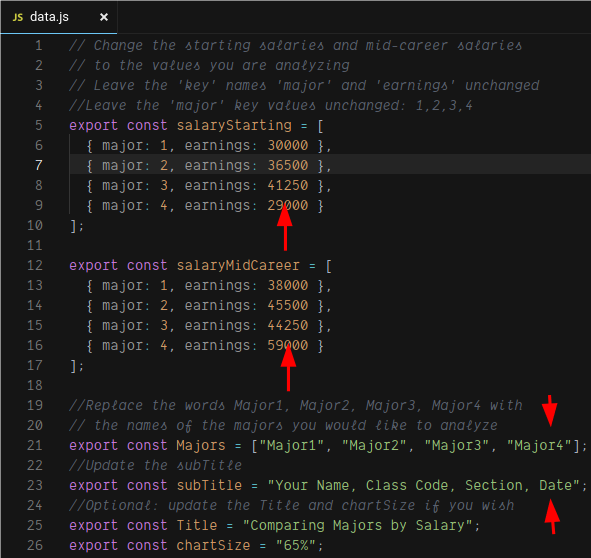 JS data.js ×
1 // Change the starting salaries and mid-career salaries
2 // to the values you are analyzing
3 // Leave the 'key' names 'major' and 'earnings' unchanged
4 //Leave the 'major' key values unchanged: 1,2,3,4
5 export const salaryStarting = [
6 { major: 1, earnings: 30000 },
7 { major: 2, earnings: 36500 },
8 { major: 3, earnings: 41250 },
9 { major: 4, earnings: 29000 }
10 ];
11
12 export const salaryMidCareer = [
13 { major: 1, earnings: 38000 },
14 { major: 2, earnings: 45500 },
15 { major: 3, earnings: 44250 },
16 { major: 4, earnings: 59000 }
17 ];
18
19 //Replace the words Major1, Major2, Major3, Major4 with
20 // the names of the majors you would like to analyze
21 export const Majors = ["Major1", "Major2", "Major3", "Major4"];
22 //Update the subTitle
23 export const subTitle = "Your Name, Class Code, Section, Date";
24 //Optional: update the Title and chartSize if you wish
25 export const Title = "Comparing Majors by Salary";
26 export const chartSize = "65%";